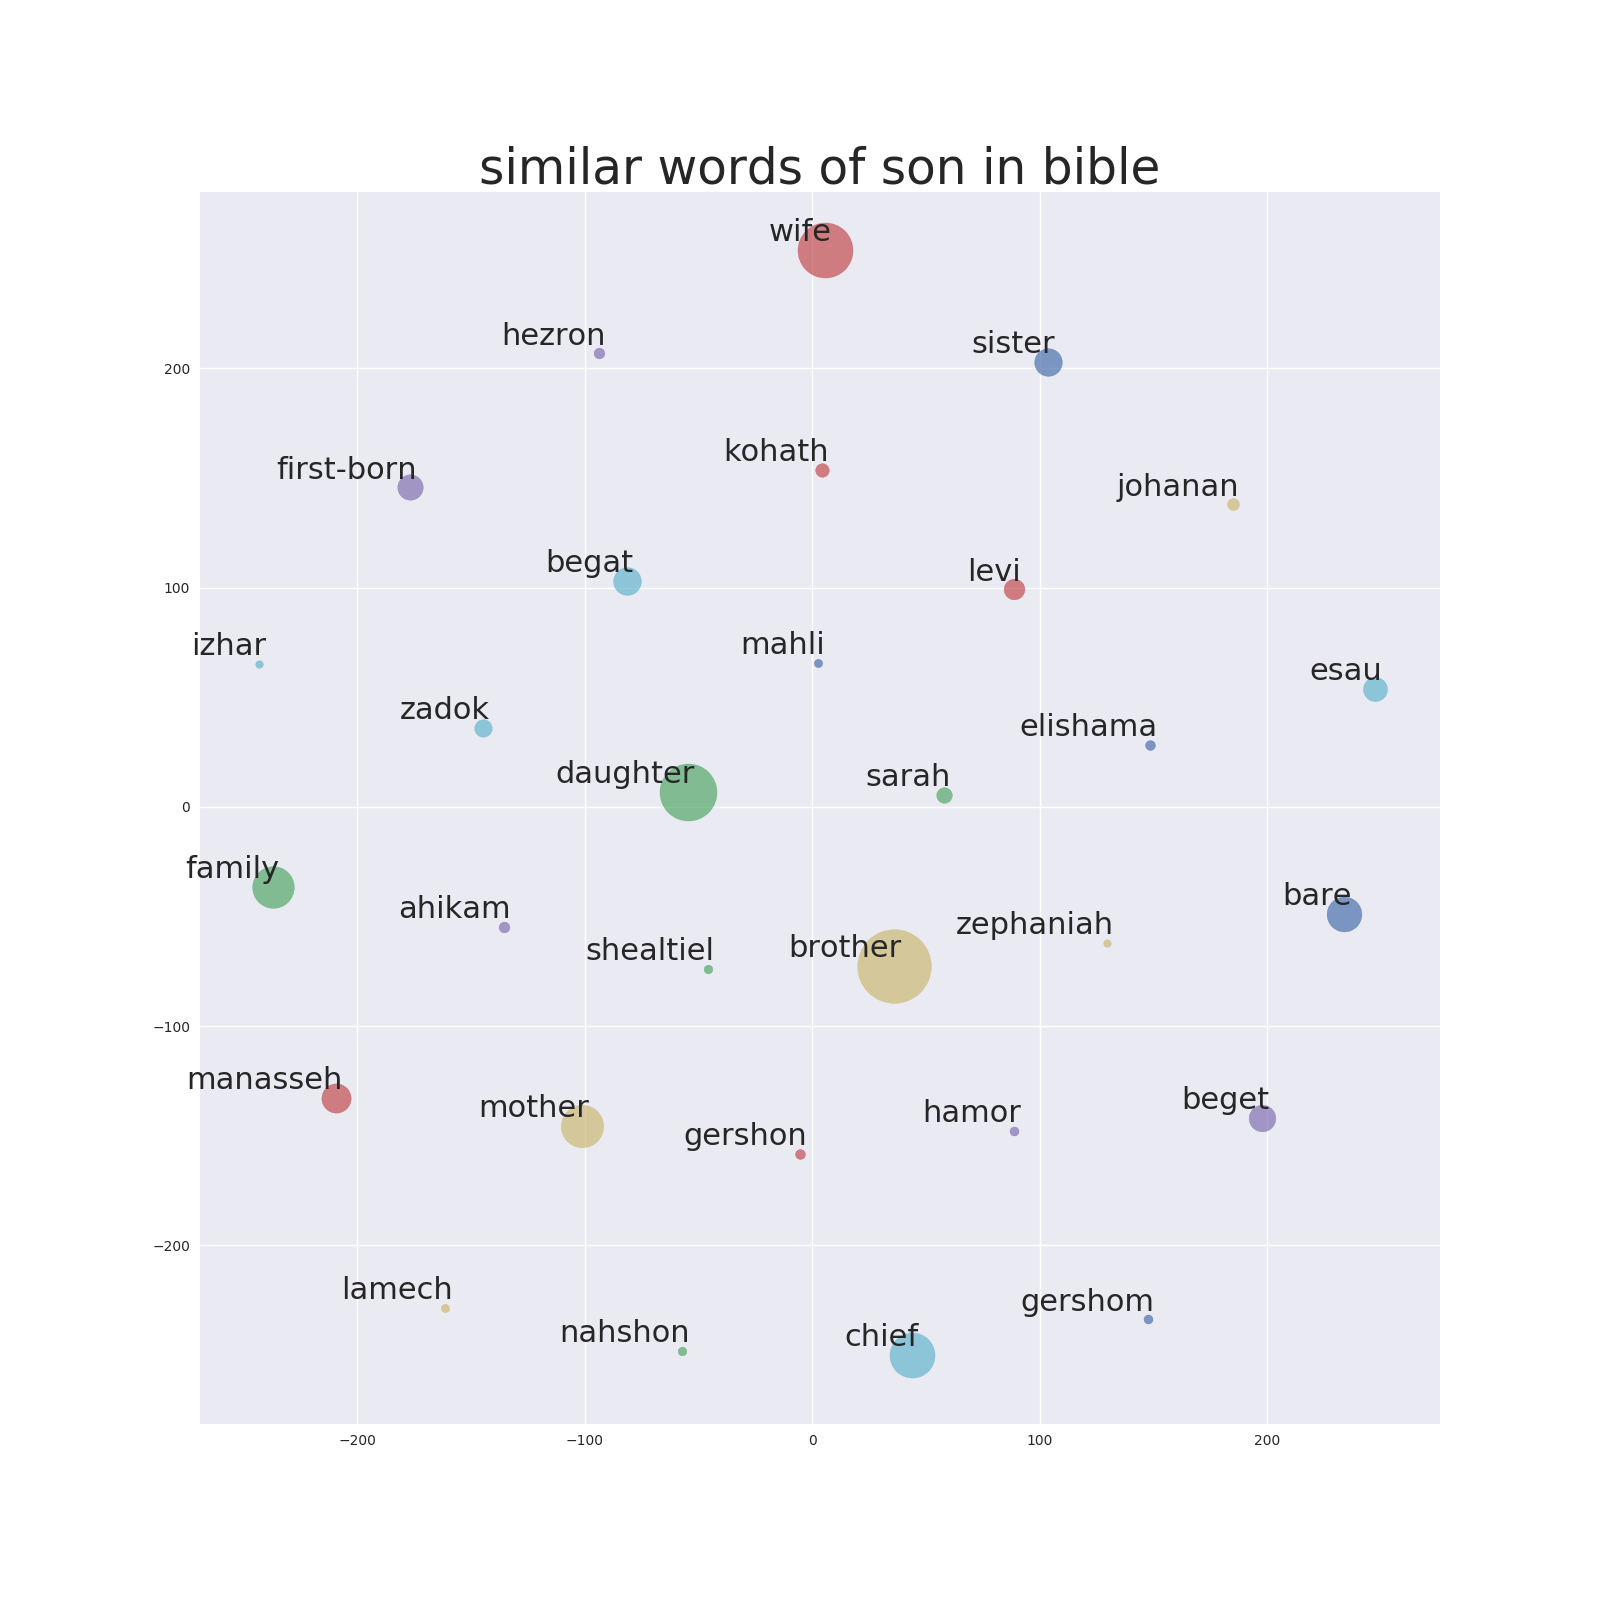 similar words of son in bible
wife
hezron
sister
200
kohath
first-born
johanan
begat
levi
100
izhar
mahli
esau
zadok
elishama
daughter
sarah
0
family
bare
ahikam
zephaniah
shealtiel
brother
−100
manasseh
mother
gershon
hamor
beget
−200
lamech
gershom
nahshon
chief
−200 −100 0 100 200